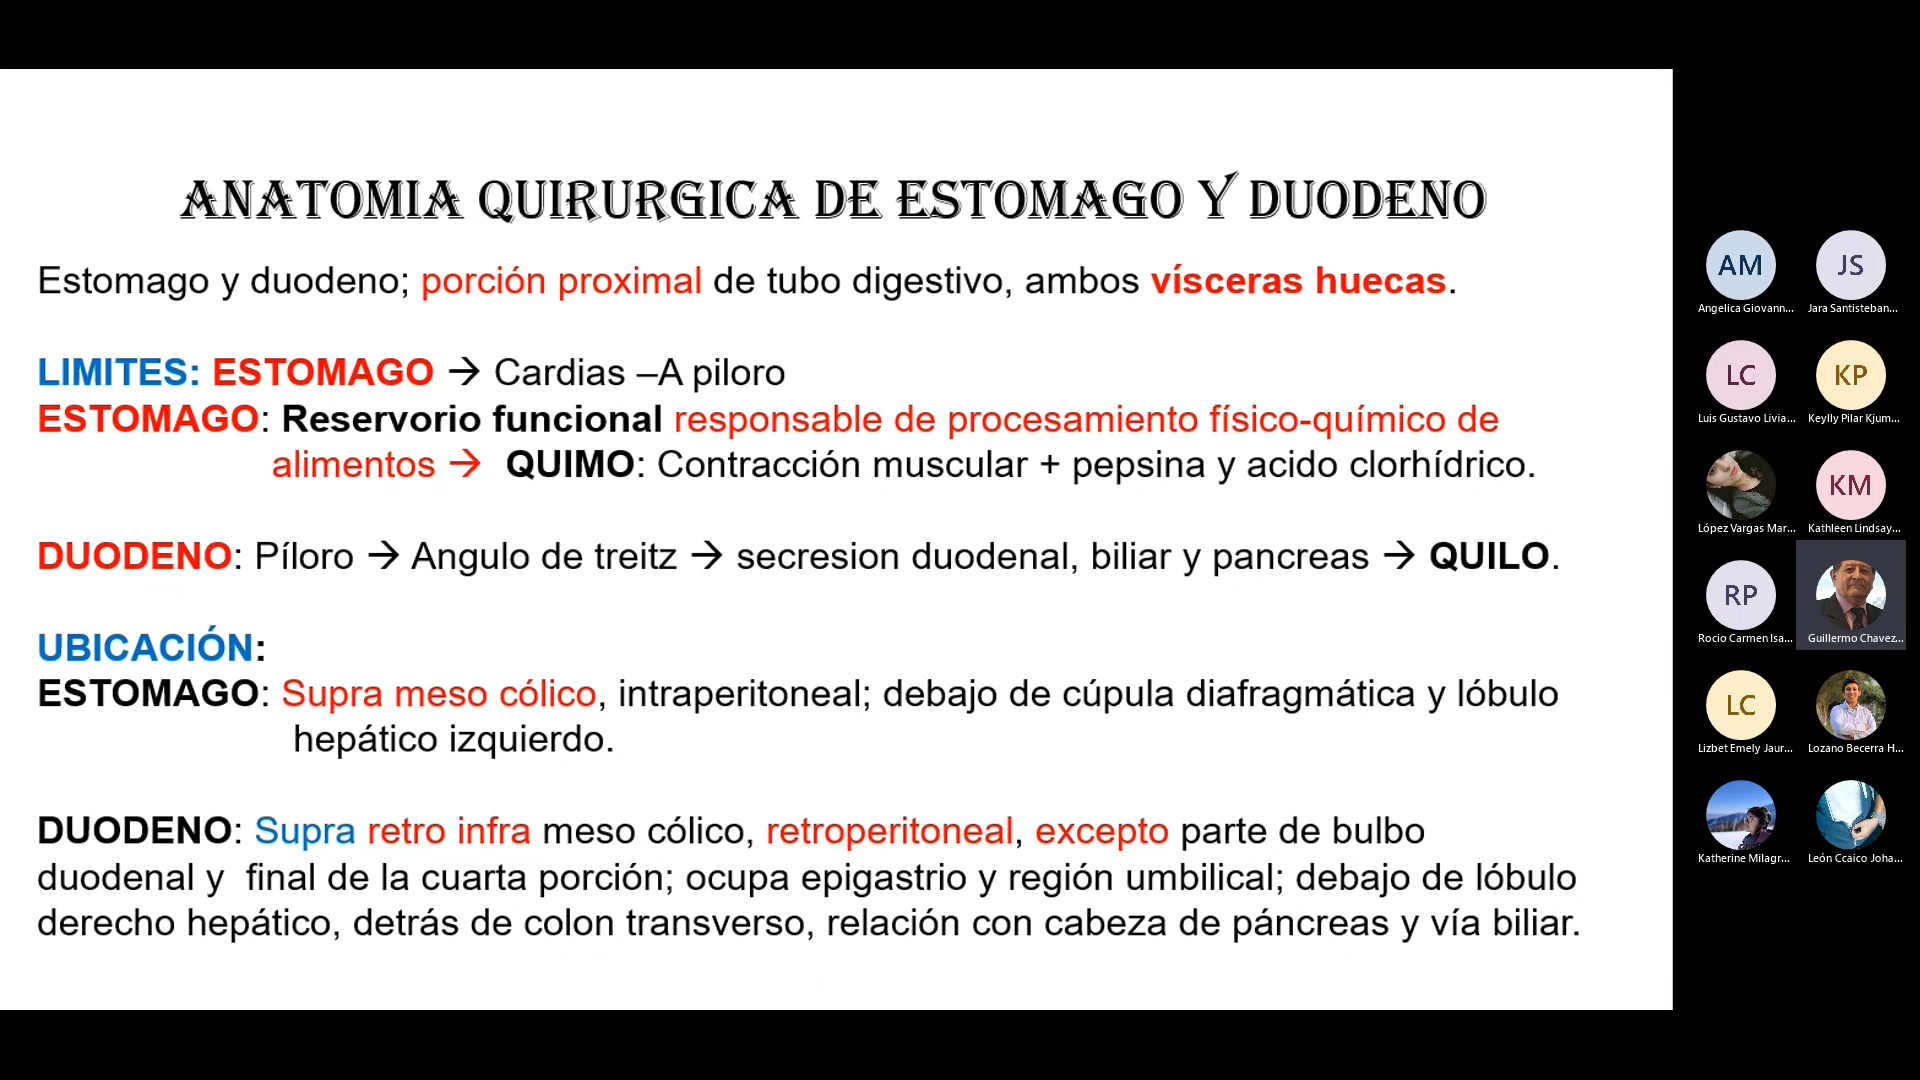 ANATOMIA QUIRURGICA DE ESTOMAGO Y DUODENO
Estomago y duodeno; porción proximal de tubo digestivo, ambos vísceras huecas.
LIMITES: ESTOMAGO → Cardias –A piloro
ESTOMAGO: Reservorio funcional responsable de procesamiento físico-químico de
alimentos → QUIMO: Contracción muscular + pepsina y acido clorhídrico.
DUODENO: Píloro → Angulo de treitz → secresion duodenal, biliar y pancreas → QUILO.
UBICACIÓN:
ESTOMAGO: Supra meso cólico, intraperitoneal; debajo de cúpula diafragmática y lóbulo
hepático izquierdo.
DUODENO: Supra retro infra meso cólico, retroperitoneal, excepto parte de bulbo
duodenal y final de la cuarta porción; ocupa epigastrio y región umbilical; debajo de lóbulo
derecho hepático, detrás de colon transverso, relación con cabeza de páncreas y vía biliar.
AM JS
Angelica Giovann... Jara Santisteban...
LC KP
Luis Gustavo Livia... Keylly Pilar Kjum...
KM
López Vargas Mar... Kathleen Lindsay...
RP
Rocio Carmen Isa... Guillermo Chavez...
LC
Lizbet Emely Jaur... Lozano Becerra H...
Katherine Milagr... León Ccaico Joha...